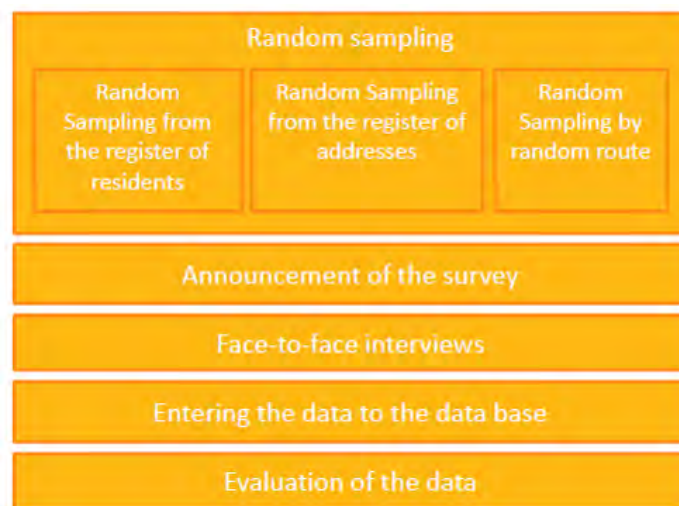 Random sampling
Random
Sampling from
the register of
residents
Random Sampling
from the register of
addresses
Random
Sampling by
random route
Announcement of the survey
Face-to-face interviews
Entering the data to the data base
Evaluation of the data